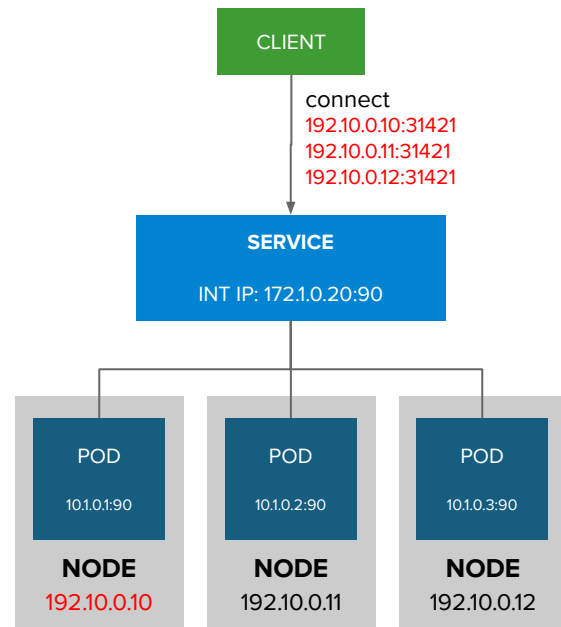 CLIENT
connect
192.10.0.10:31421
192.10.0.11:31421
192.10.0.12:31421
SERVICE
INT IP: 172.1.0.20:90
POD
10.1.0.1:90
NODE
192.10.0.10
POD
10.1.0.2:90
NODE
192.10.0.11
POD
10.1.0.3:90
NODE
192.10.0.12